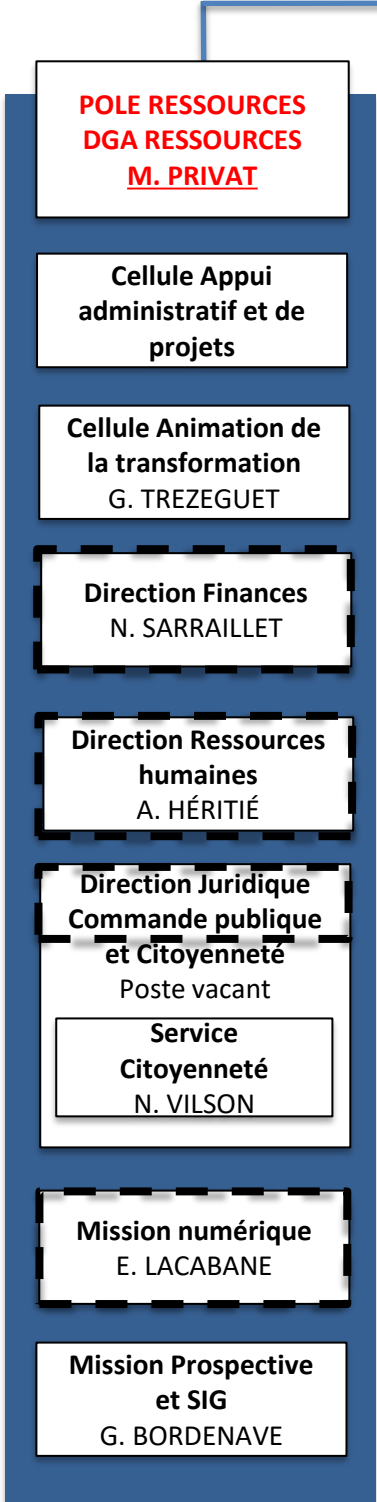 POLE RESSOURCES
DGA RESSOURCES
M. PRIVAT
Cellule Appui
administratif et de
projets
Cellule Animation de
la transformation
G. TREZEGUET
Direction Finances
N. SARRAILLET
Direction Ressources
humaines
A. HÉRITIÉ
Direction Juridique
Commande publique
et Citoyenneté
Poste vacant
Service
Citoyenneté
N. VILSON
Mission numérique
E. LACABANE
Mission Prospective
et SIG
G. BORDENAVE